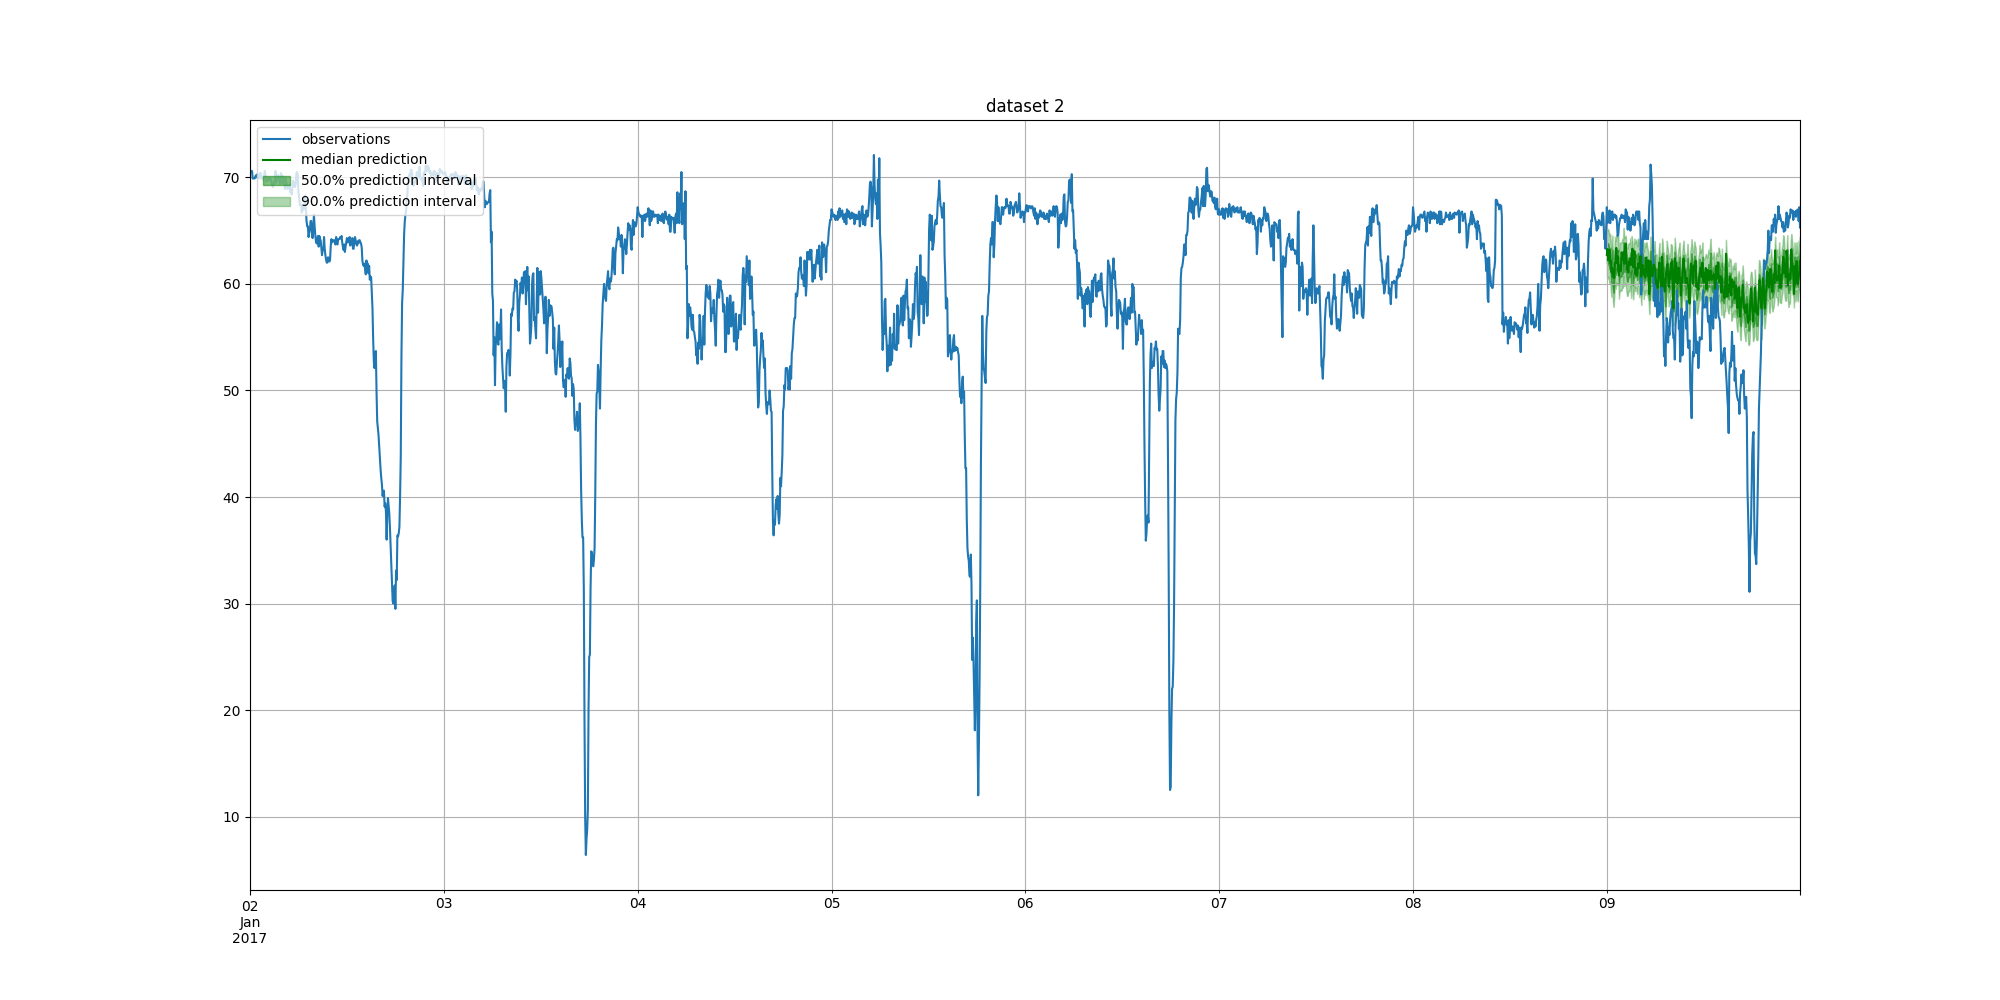 dataset 2
observations
median prediction
50.0% prediction interval
90.0% prediction interval
70
60
50
40
30
20
10
02 03 04 05 06 07 08 09
Jan
2017